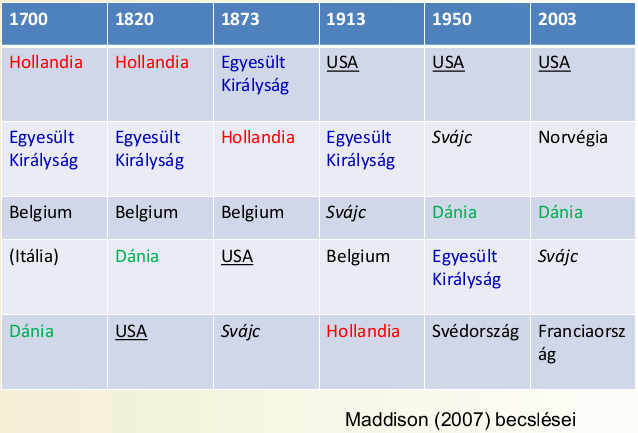 1700 1820 1873 1913 1950 2003
Hollandia Hollandia Egyesült Királyság USA USA USA
Egyesült Királyság Egyesült Királyság Hollandia Egyesült Királyság Svájc Norvégia
Belgium Belgium Belgium Svájc Dánia Dánia
(Itália) Dánia USA Belgium Egyesült Királyság Svájc
Dánia USA Svájc Hollandia Svédország Franciaország
Maddison (2007) becslései